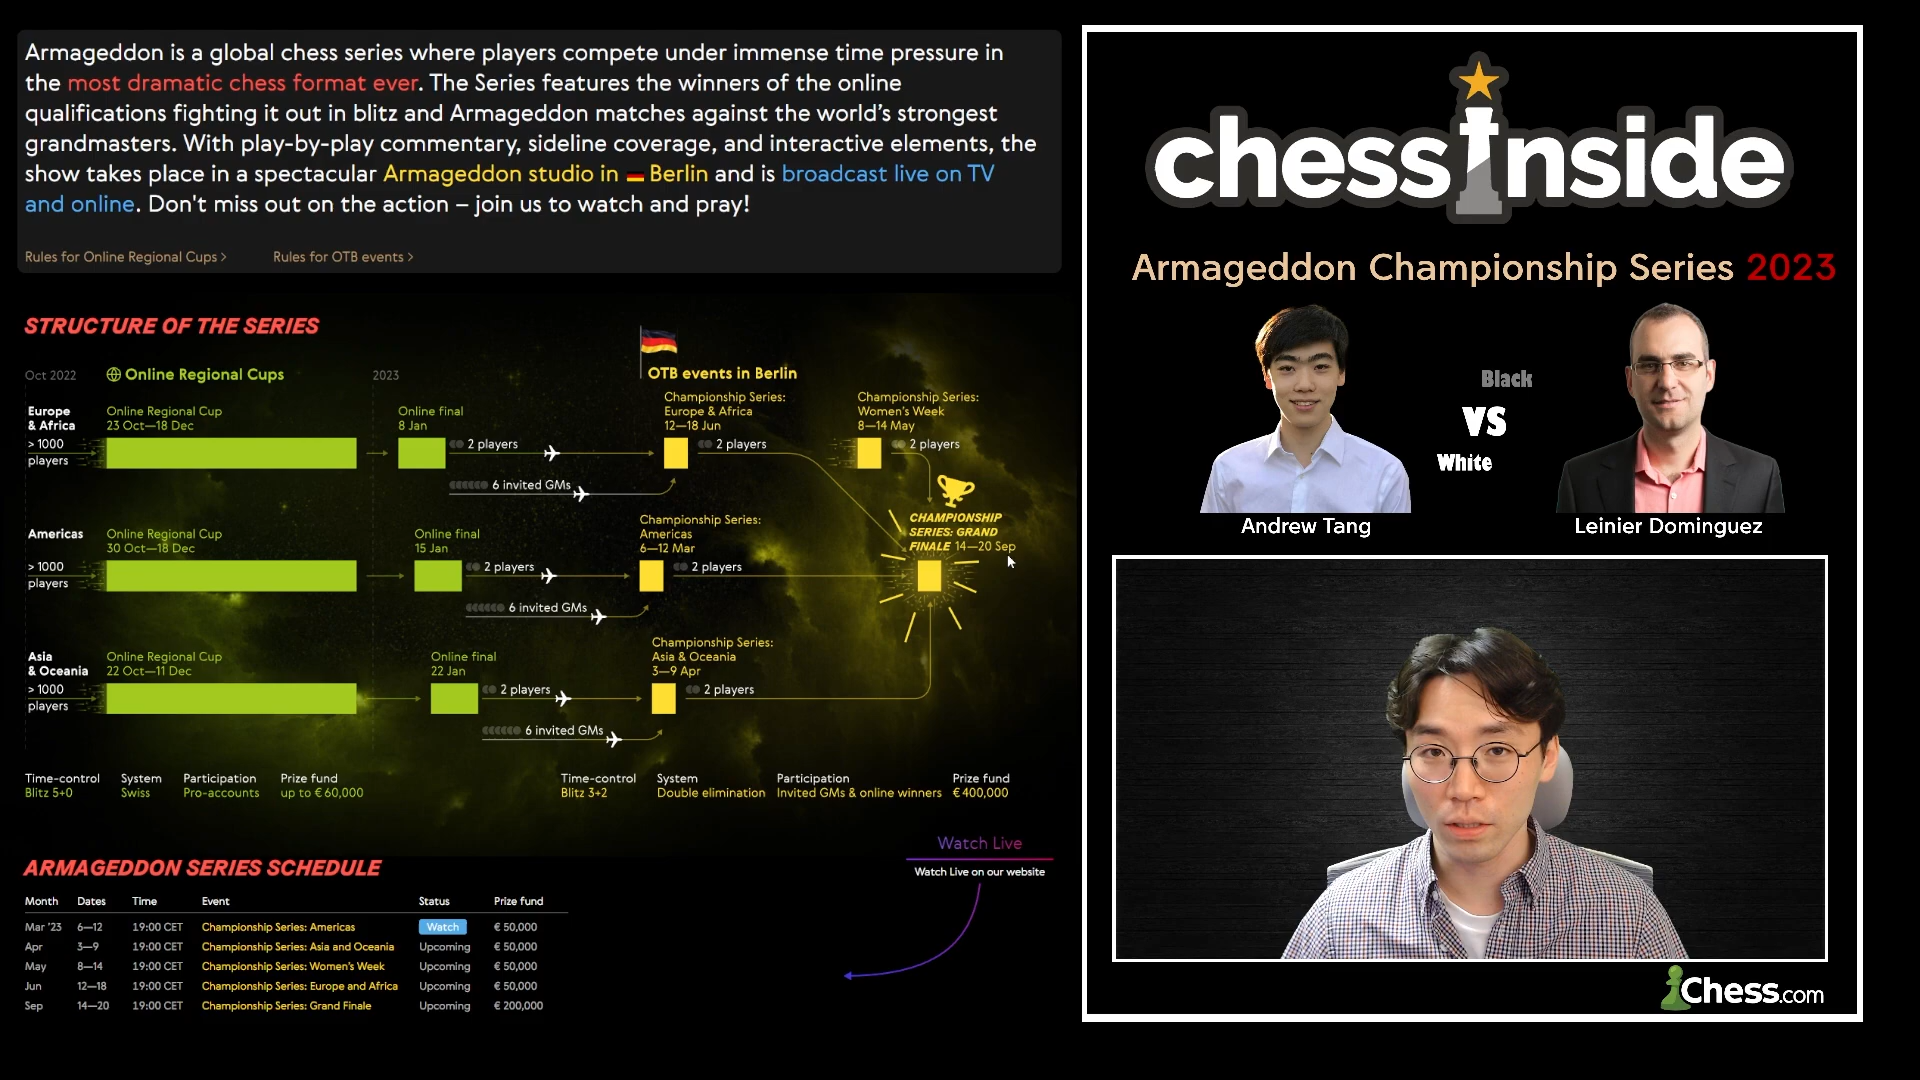 Armageddon is a global chess series where players compete under immense time pressure in
the most dramatic chess format ever. The Series features the winners of the online
qualifications fighting it out in blitz and Armageddon matches against the world’s strongest
grandmasters. With play-by-play commentary, sideline coverage, and interactive elements, the
show takes place in a spectacular Armageddon studio in Berlin and is broadcast live on TV
and online. Don't miss out on the action – join us to watch and pray!
Rules for Online Regional Cups >
Rules for OTB events >
STRUCTURE OF THE SERIES
Oct 2022
Online Regional Cups
2023
OTB events in Berlin
Europe
& Africa
> 1000
players
Online Regional Cup
23 Oct—18 Dec
Online final
8 Jan
2 players
6 invited GMs
Championship Series:
Europe & Africa
12—18 Jun
2 players
Championship Series:
Women's Week
8—14 May
2 players
CHAMPIONSHIP
SERIES: GRAND
FINALE 14—20 Sep
Americas
> 1000
players
Online Regional Cup
30 Oct—18 Dec
Online final
15 Jan
2 players
6 invited GMs
Championship Series:
Americas
6—12 Mar
2 players
Asia
& Oceania
> 1000
players
Online Regional Cup
22 Oct—11 Dec
Online final
22 Jan
2 players
6 invited GMs
Championship Series:
Asia & Oceania
3—9 Apr
2 players
Time-control
Blitz 5+0
System
Swiss
Participation
Pro-accounts
Prize fund
up to € 60,000
Time-control
Blitz 3+2
System
Double elimination
Participation
Invited GMs & online winners
Prize fund
€ 400,000
Watch Live
Watch Live on our website
ARMAGEDDON SERIES SCHEDULE
Month Dates Time Event Status Prize fund
Mar '23 6—12 19:00 CET Championship Series: Americas Watch € 50,000
Apr 3—9 19:00 CET Championship Series: Asia and Oceania Upcoming € 50,000
May 8—14 19:00 CET Championship Series: Women's Week Upcoming € 50,000
Jun 12—18 19:00 CET Championship Series: Europe and Africa Upcoming € 50,000
Sep 14—20 19:00 CET Championship Series: Grand Finale Upcoming € 200,000
chessInside
Armageddon Championship Series 2023
Black
VS
White
Andrew Tang
Leinier Dominguez
Chess.com